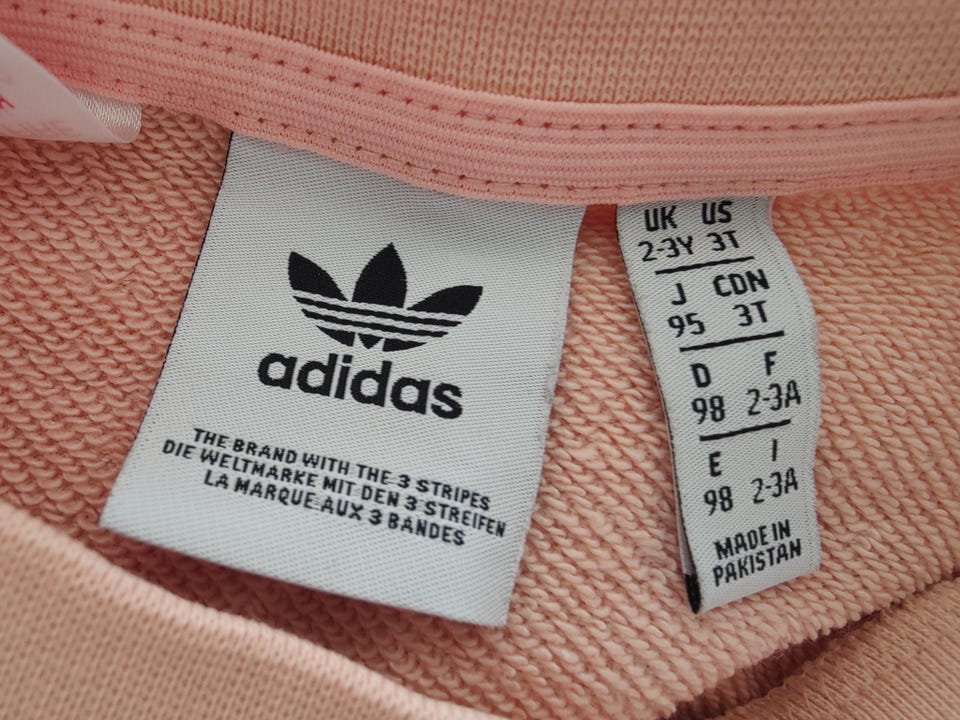 adidas
THE BRAND WITH THE 3 STRIPES
DIE WELTMARKE MIT DEN 3 STREIFEN
LA MARQUE AUX 3 BANDES
UK US
2-3Y 3T
J CDN
95 3T
D F
98 2-3A
E I
98 2-3A
MADE IN
PAKISTAN